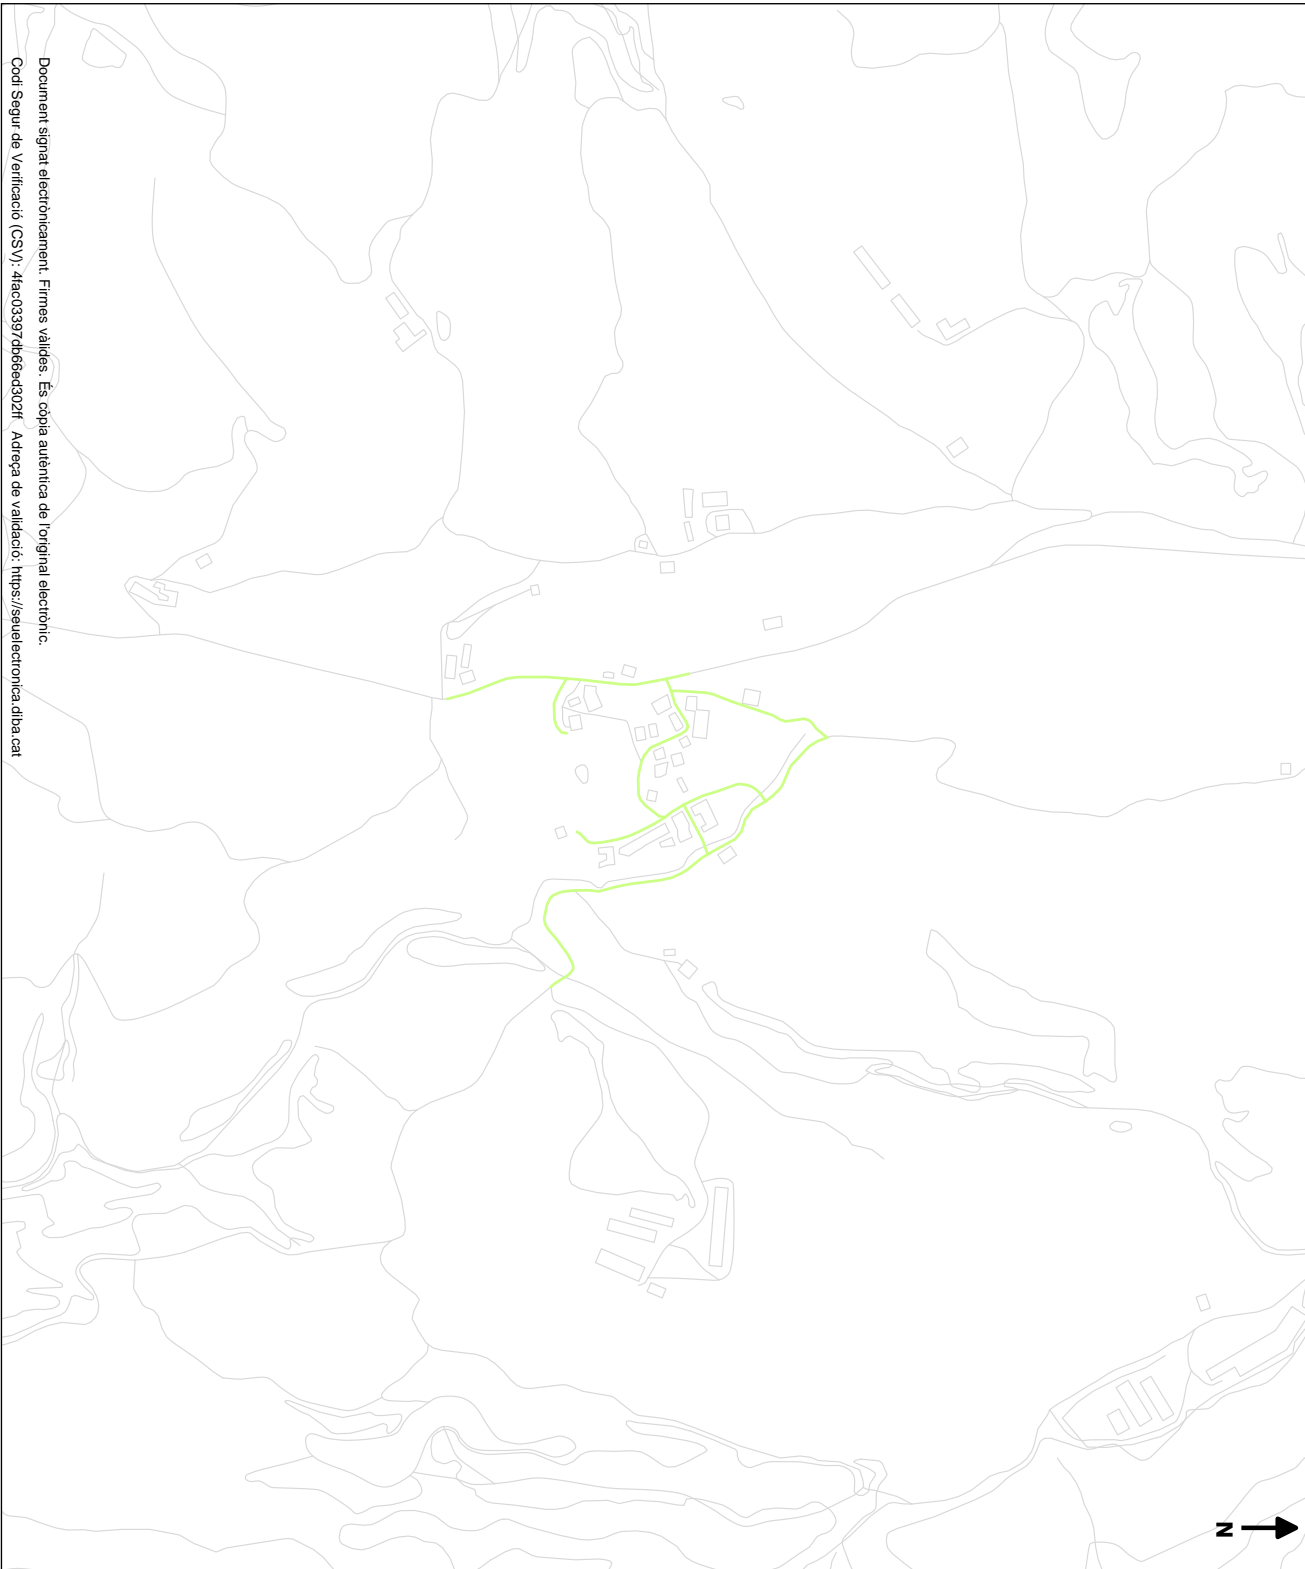 Document signat electrònicament. Firmes vàlides. És còpia autèntica de l'original electrònic.
Codi Segur de Verificació (CSV): 4fac03397db66ed302ff Adreça de validació: https://seuelectronica.diba.cat
N